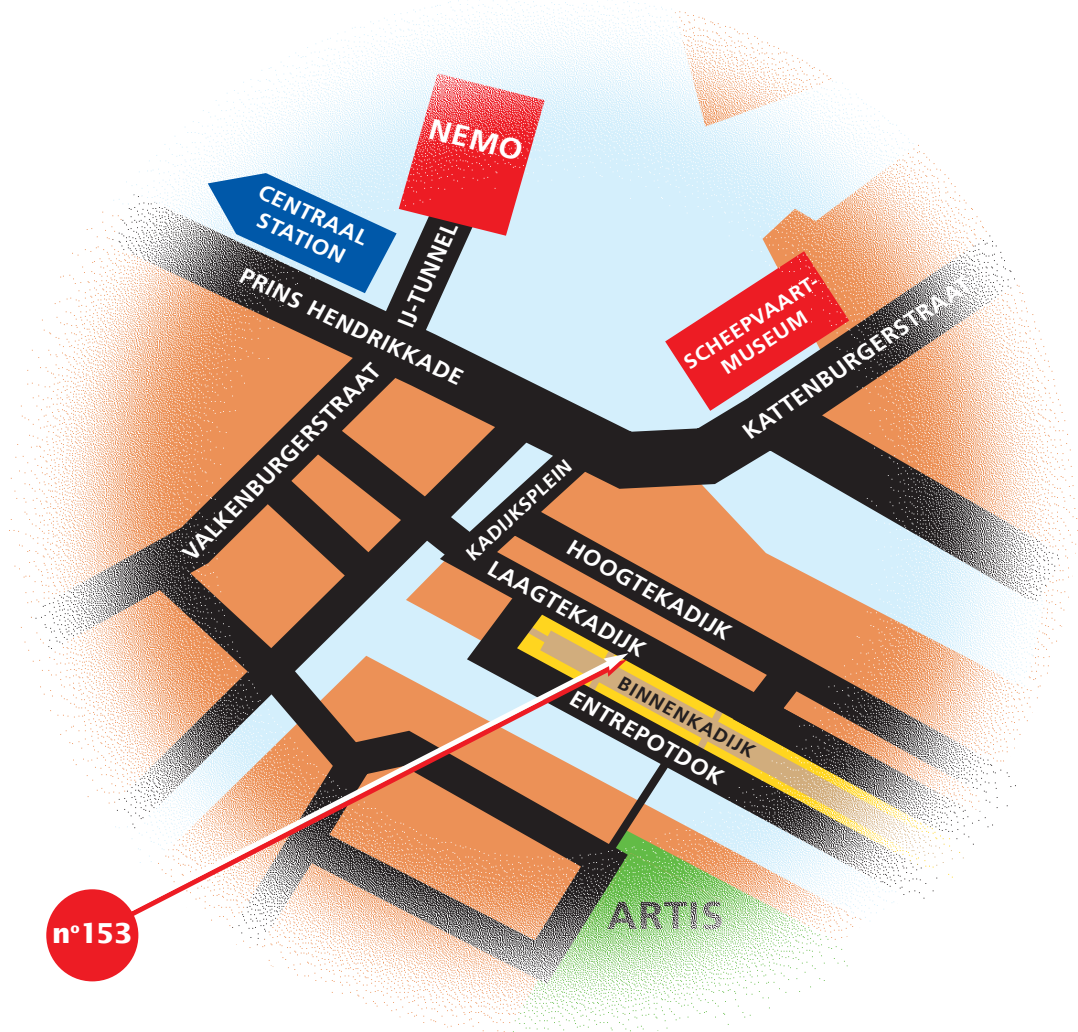 NEMO
CENTRAAL
STATION
IJ-TUNNEL
PRINS HENDRIKKADE
SCHEEPVAART-
MUSEUM
KATTENBURGERSTRAAT
VALKENBURGERSTRAAT
KADIJKSPLEIN
HOOGTEKADIJK
LAAGTEKADIJK
BINNENKADIJK
ENTREPOTDOK
ARTIS
nº153